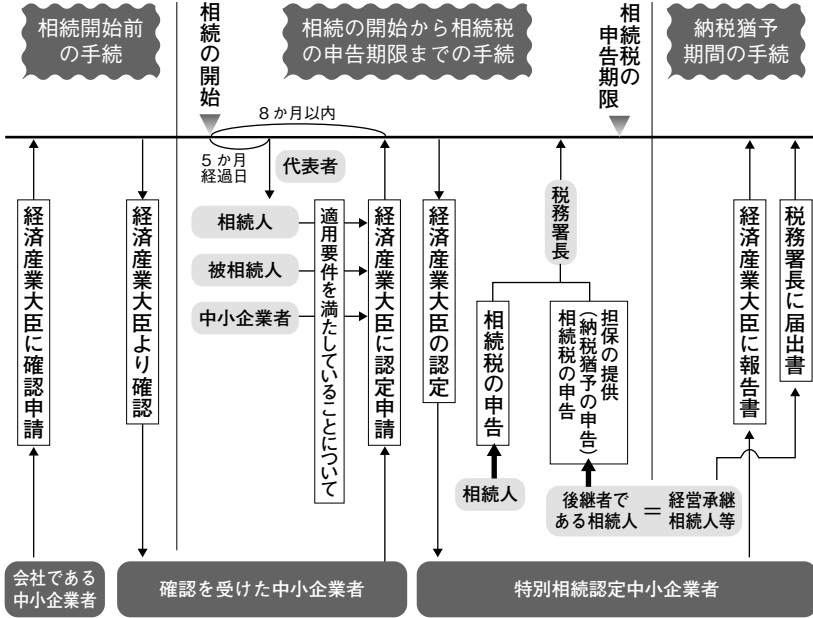 相続開始前
の手続
相続の開始
相続の開始から相続税
の申告期限までの手続
相続税の
申告期限
納税猶予
期間の手続
8か月以内
5か月
経過日
代表者
経済産業大臣に確認申請
経済産業大臣より確認
相続人
被相続人
中小企業者
適用要件を満たしていることについて
経済産業大臣に認定申請
経済産業大臣の認定
税務署長
相続税の申告
担保の提供
(納税猶予の申告)
相続税の申告
経済産業大臣に報告書
税務署長に届出書
相続人
後継者で
ある相続人
=
経営承継
相続人等
会社である
中小企業者
確認を受けた中小企業者
特別相続認定中小企業者